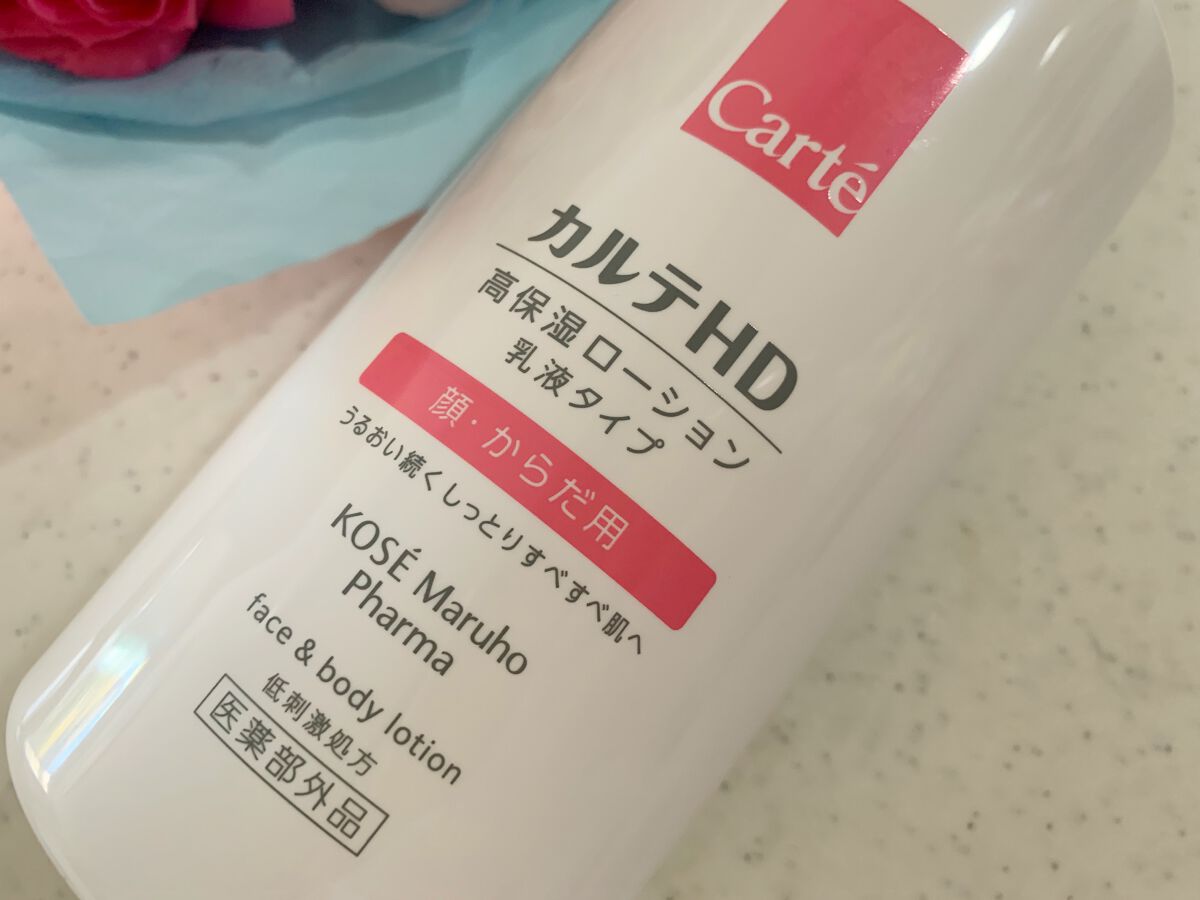 Carté
カルテHD
高保湿ローション
乳液タイプ
顔・からだ用
うるおい続くしっとりすべすべ肌へ
KOSÉ Maruho
Pharma
face & body lotion
低刺激処方
医薬部外品